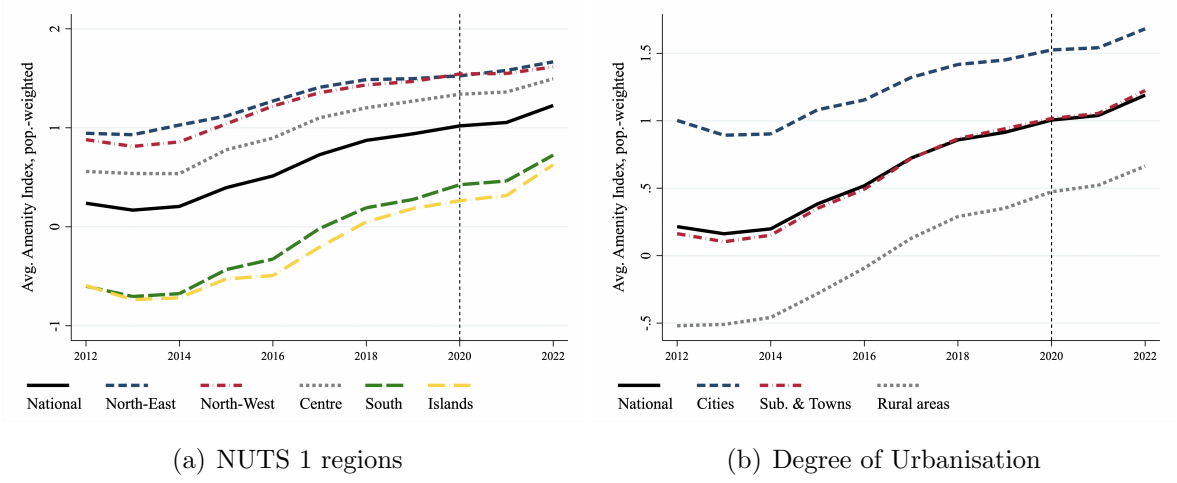 Avg. Amenity Index, pop.-weighted
2
1
0
-1
2012 2014 2016 2018 2020 2022
National North-East North-West Centre South Islands
(a) NUTS 1 regions
Avg. Amenity Index, pop.-weighted
1.5
1
.5
0
-.5
2012 2014 2016 2018 2020 2022
National Cities Sub. & Towns Rural areas
(b) Degree of Urbanisation